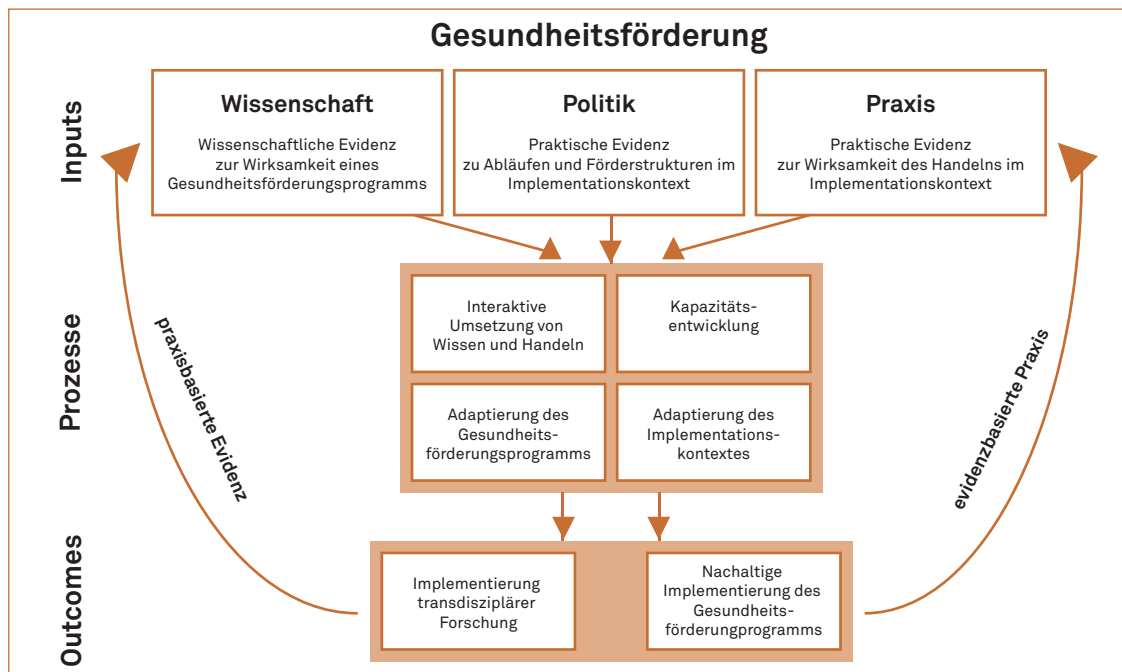 Gesundheitsförderung
Inputs
Wissenschaft
Wissenschaftliche Evidenz
zur Wirksamkeit eines
Gesundheitsförderungsprogramms
Politik
Praktische Evidenz
zu Abläufen und Förderstrukturen im
Implementationskontext
Praxis
Praktische Evidenz
zur Wirksamkeit des Handelns im
Implementationskontext
Prozesse
Interaktive
Umsetzung von
Wissen und Handeln
Kapazitäts-
entwicklung
Adaptierung des
Gesundheits-
förderungsprogramms
Adaptierung des
Implementations-
kontextes
praxisbasierte Evidenz
evidenzbasierte Praxis
Outcomes
Implementierung
transdisziplärer
Forschung
Nachaltige
Implementierung des
Gesundheits-
förderungprogramms